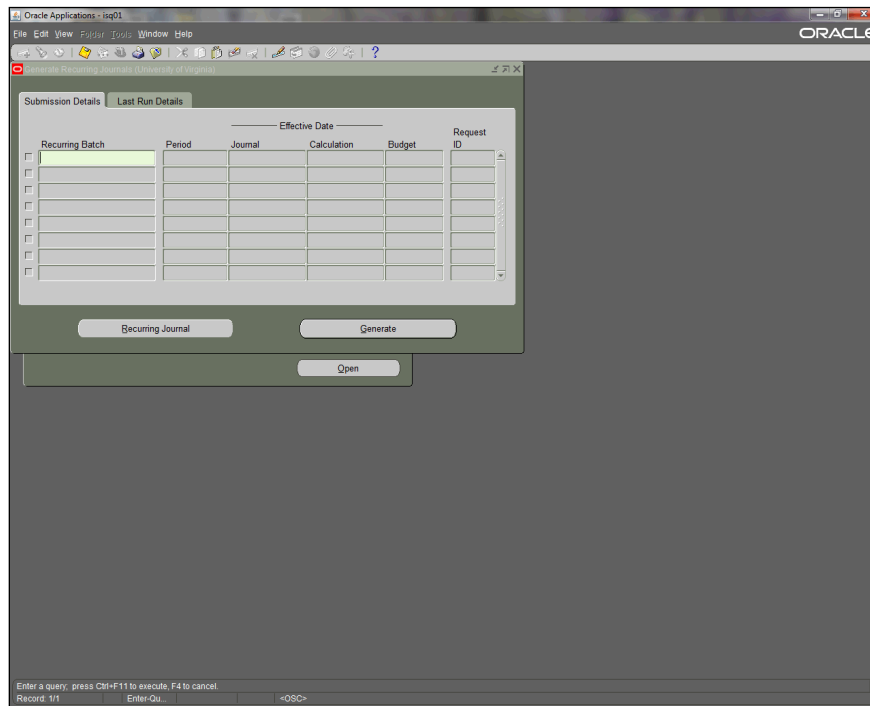 Oracle Applications - isq01
File Edit View Folder Tools Window Help
ORACLE
Generate Recurring Journals (University of Virginia)
Submission Details Last Run Details
Effective Date
Request
Recurring Batch Period Journal Calculation Budget ID
Recurring Journal Generate
Open
Enter a query; press Ctrl+F11 to execute, F4 to cancel.
Record: 1/1 Enter-Qu... <OSC>